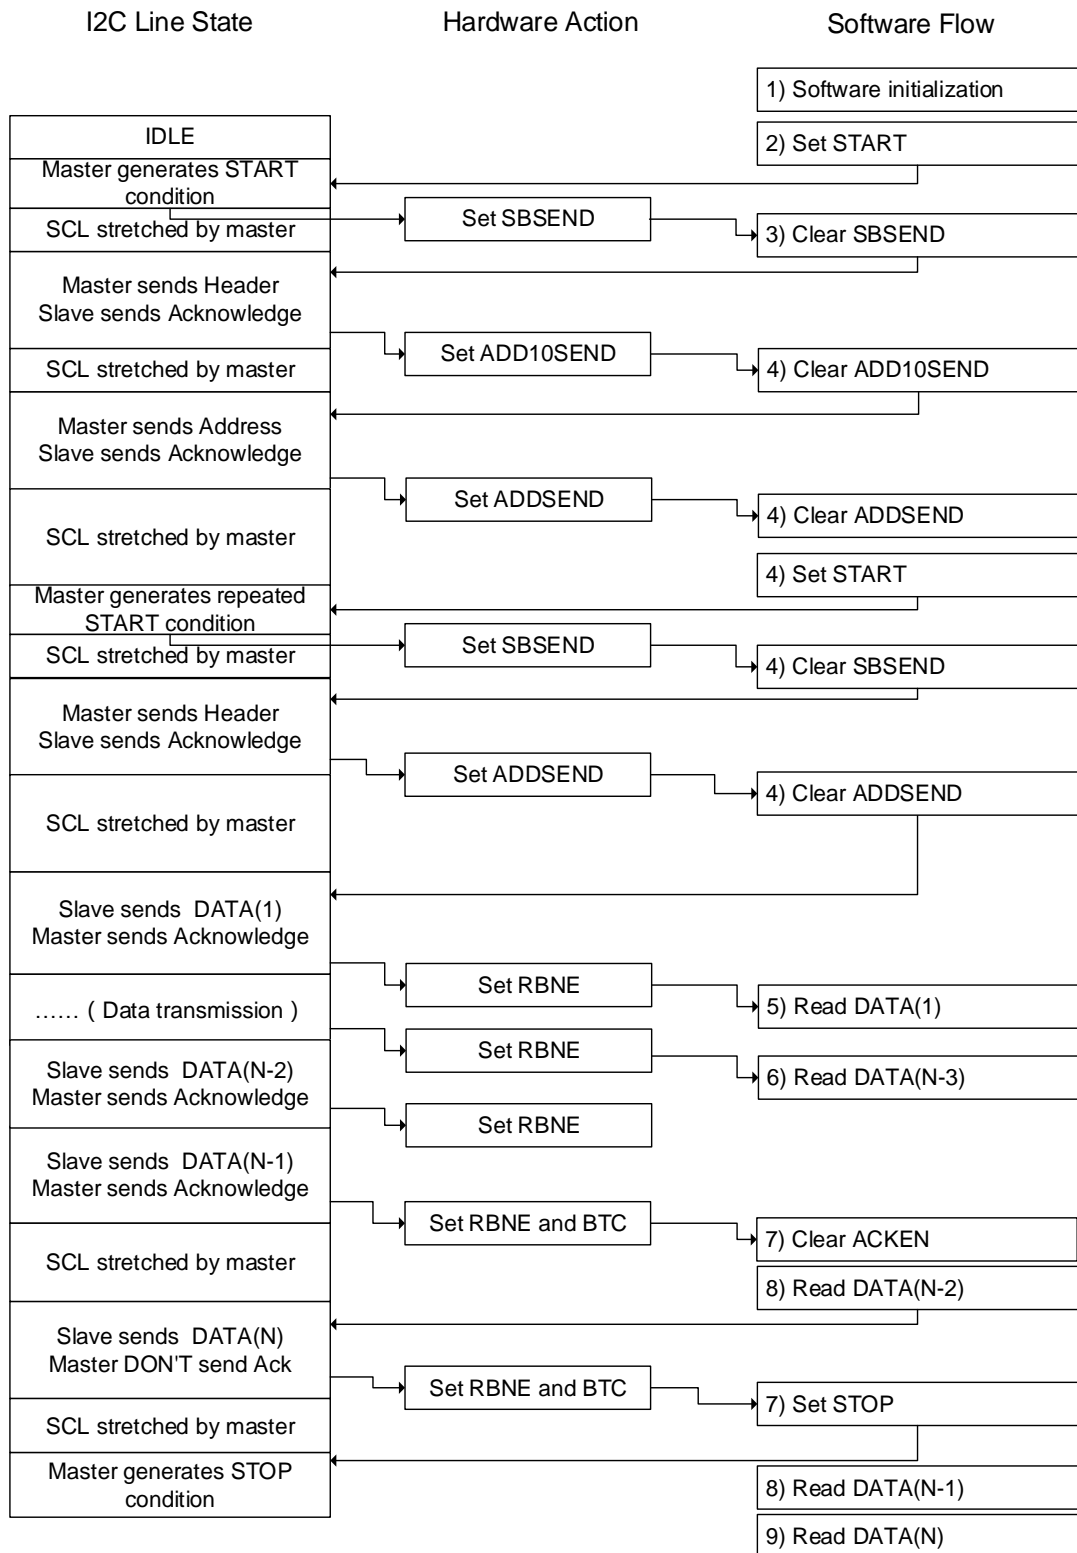 I2C Line State
Hardware Action
Software Flow
1) Software initialization
IDLE
2) Set START
Master generates START
condition
Set SBSEND
SCL stretched by master
3) Clear SBSEND
Master sends Header
Slave sends Acknowledge
Set ADD10SEND
SCL stretched by master
4) Clear ADD10SEND
Master sends Address
Slave sends Acknowledge
Set ADDSEND
4) Clear ADDSEND
SCL stretched by master
4) Set START
Master generates repeated
START condition
Set SBSEND
SCL stretched by master
4) Clear SBSEND
Master sends Header
Slave sends Acknowledge
Set ADDSEND
4) Clear ADDSEND
SCL stretched by master
Slave sends DATA(1)
Master sends Acknowledge
Set RBNE
5) Read DATA(1)
...... ( Data transmission )
Set RBNE
6) Read DATA(N-3)
Slave sends DATA(N-2)
Master sends Acknowledge
Set RBNE
Slave sends DATA(N-1)
Master sends Acknowledge
Set RBNE and BTC
7) Clear ACKEN
SCL stretched by master
8) Read DATA(N-2)
Slave sends DATA(N)
Master DON'T send Ack
Set RBNE and BTC
7) Set STOP
SCL stretched by master
Master generates STOP
condition
8) Read DATA(N-1)
9) Read DATA(N)